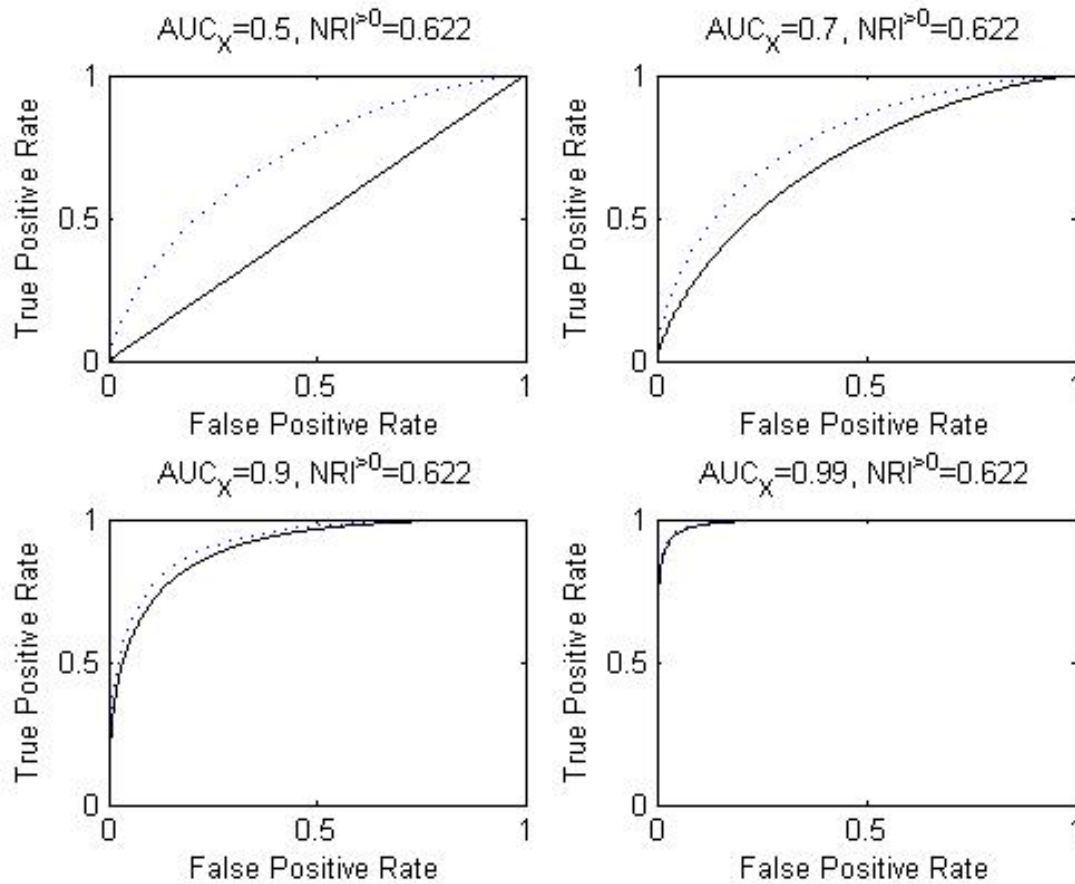 AUC_X=0.5, NRI^>0=0.622
1
0.5
0
True Positive Rate
0
0.5
1
False Positive Rate
AUC_X=0.7, NRI^>0=0.622
1
0.5
0
True Positive Rate
0
0.5
1
False Positive Rate
AUC_X=0.9, NRI^>0=0.622
1
0.5
0
True Positive Rate
0
0.5
1
False Positive Rate
AUC_X=0.99, NRI^>0=0.622
1
0.5
0
True Positive Rate
0
0.5
1
False Positive Rate